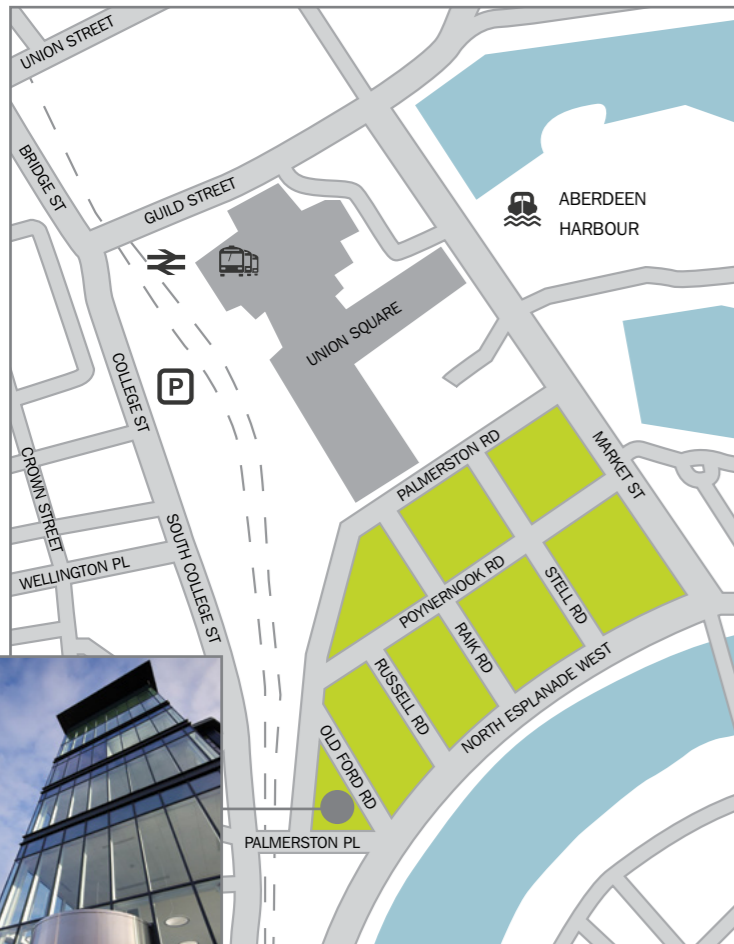 UNION STREET
BRIDGE ST
GUILD STREET
ABERDEEN
HARBOUR
UNION SQUARE
P
COLLEGE ST
CROWN STREET
PALMERSTON RD
MARKET ST
WELLINGTON PL
SOUTH COLLEGE ST
POYNERNOOK RD
STELL RD
RAIK RD
RUSSELL RD
NORTH ESPLANADE WEST
OLD FORD RD
PALMERSTON PL